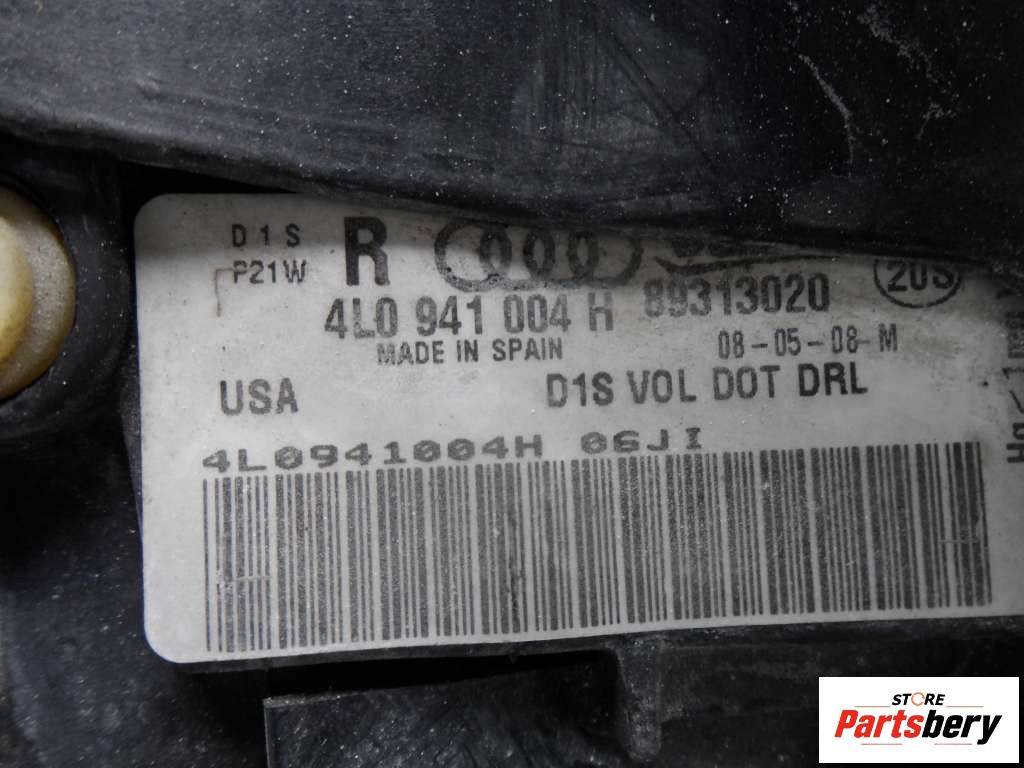 D1S R
P21W
20S
4L0 941 004 H 89313020
MADE IN SPAIN 08-05-08-M
USA D1S VOL DOT DRL
4L0941004H 06JI
STORE
Partsbery